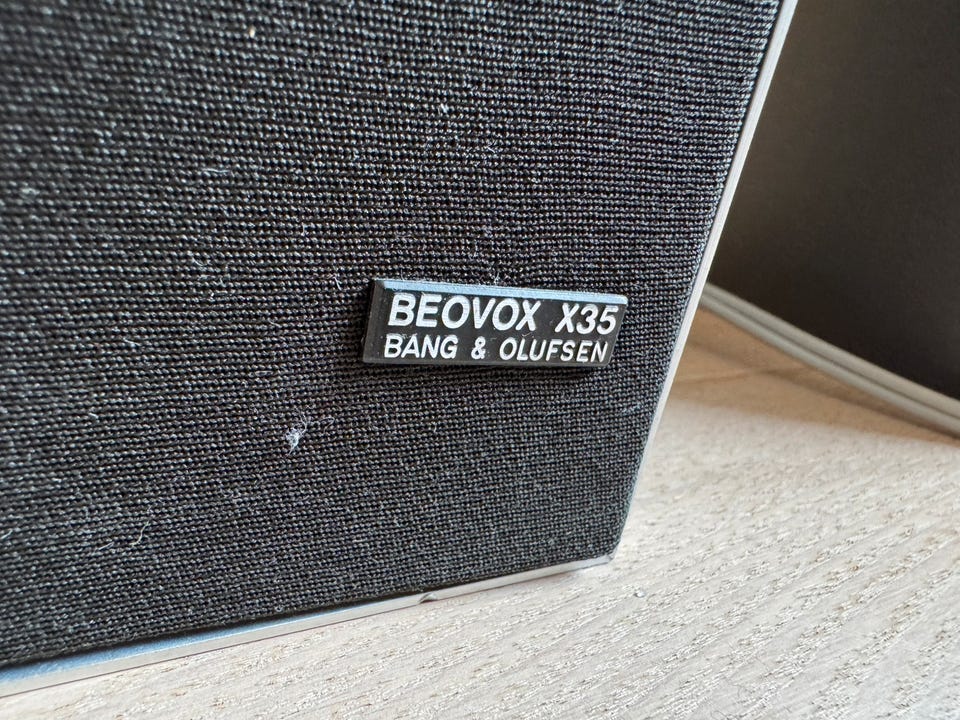 BEOVOX X35
BANG & OLUFSEN